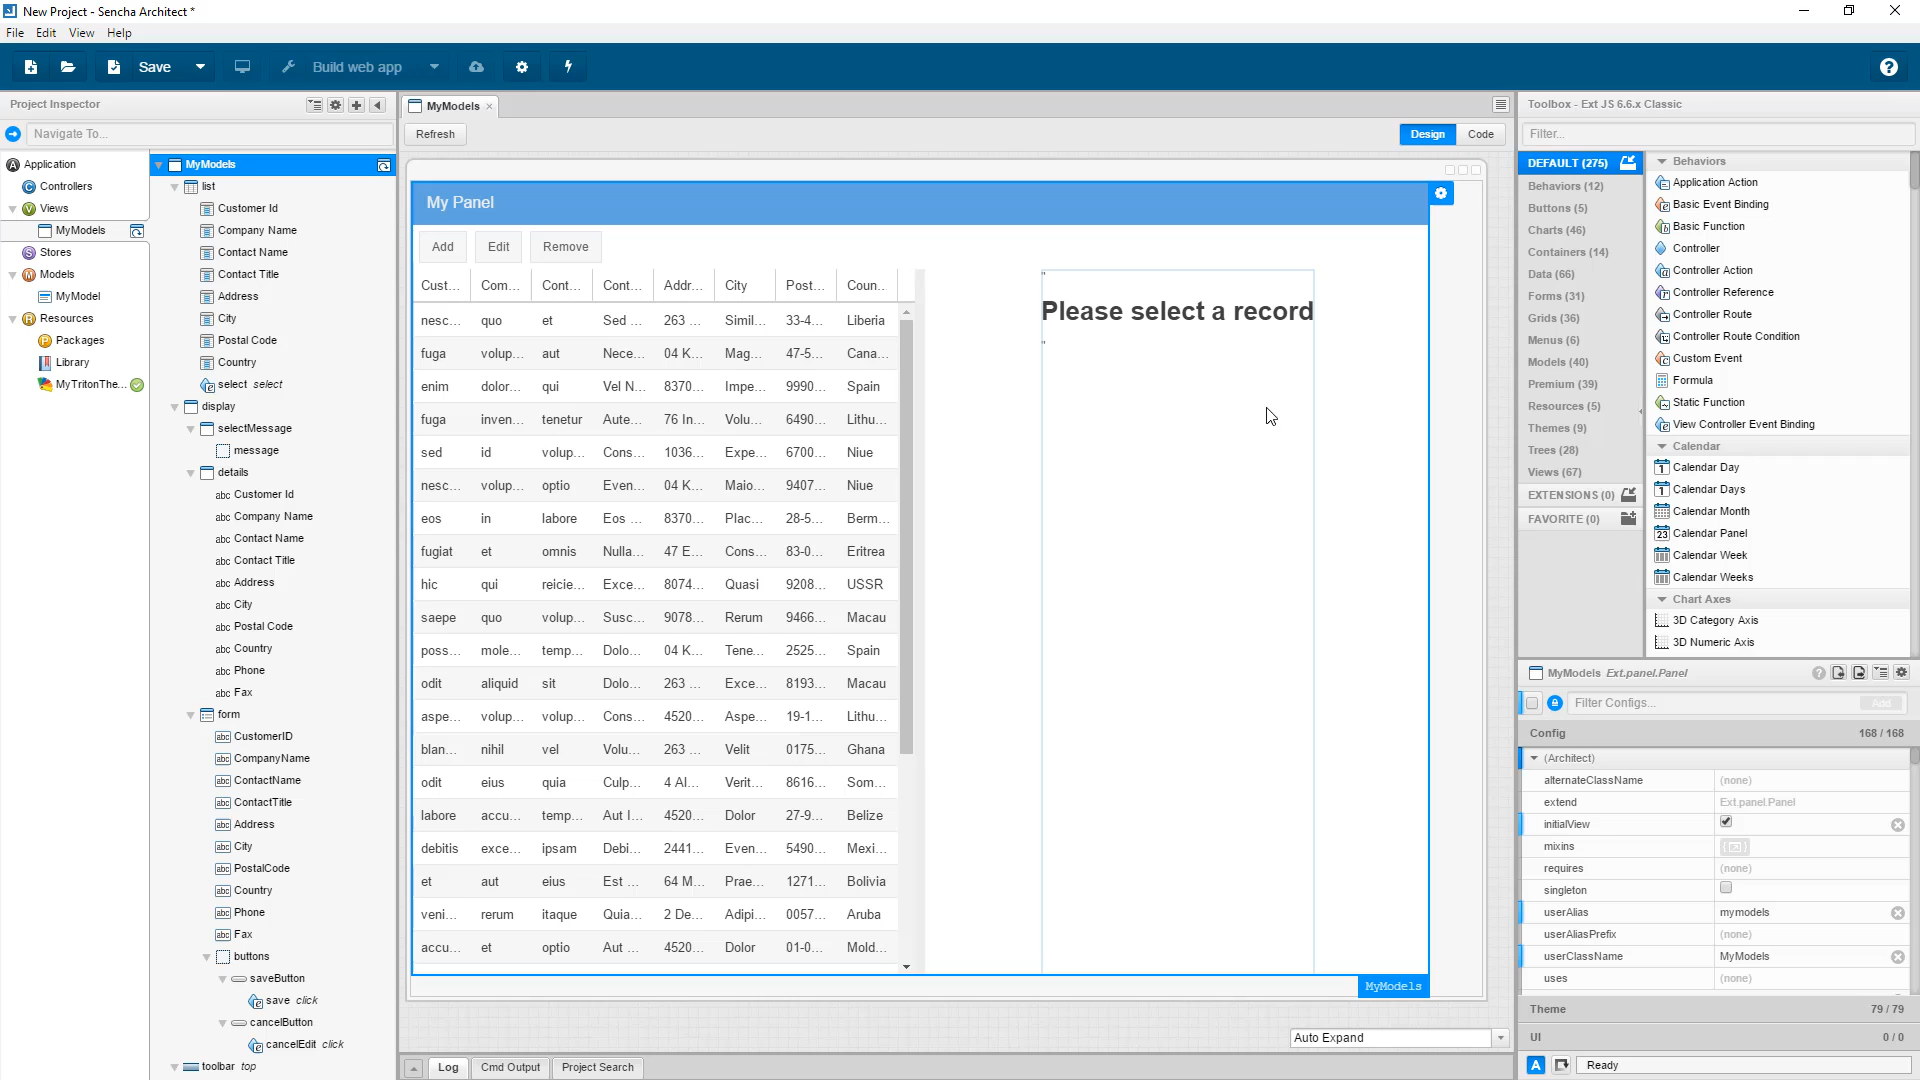 New Project - Sencha Architect *
File Edit View Help
Save Build web app
Project Inspector
Navigate To...
Application
Controllers
Views
MyModels
Stores
Models
MyModel
Resources
Packages
Library
MyTritonThe...
MyModels
list
Customer Id
Company Name
Contact Name
Contact Title
Address
City
Postal Code
Country
select select
display
selectMessage
message
details
abc Customer Id
abc Company Name
abc Contact Name
abc Contact Title
abc Address
abc City
abc Postal Code
abc Country
abc Phone
abc Fax
form
abc CustomerID
abc CompanyName
abc ContactName
abc ContactTitle
abc Address
abc City
abc PostalCode
abc Country
abc Phone
abc Fax
buttons
saveButton
save click
cancelButton
cancelEdit click
toolbar top
MyModels
Refresh
Design Code
My Panel
Add Edit Remove
Cust... Com... Cont... Cont... Addr... City Post... Coun...
nesc... quo et Sed ... 263 ... Simil... 33-4... Liberia
fuga volup... aut Nece... 04 K... Mag... 47-5... Cana...
enim dolor... qui Vel N... 8370... Impe... 9990... Spain
fuga inven... tenetur Aute... 76 In... Volu... 6490... Lithu...
sed id volup... Cons... 1036... Expe... 6700... Niue
nesc... volup... optio Even... 04 K... Maio... 9407... Niue
eos in labore Eos ... 8370... Plac... 28-5... Berm...
fugiat et omnis Nulla... 47 E... Cons... 83-0... Eritrea
hic qui reicie... Exce... 8074... Quasi 9208... USSR
saepe quo volup... Susc... 9078... Rerum 9466... Macau
poss... mole... temp... Dolo... 04 K... Tene... 2525... Spain
odit aliquid sit Dolo... 263 ... Exce... 8193... Macau
aspe... volup... volup... Cons... 4520... Aspe... 19-1... Lithu...
blan... nihil vel Volu... 263 ... Velit 0175... Ghana
odit eius quia Culp... 4 Al... Verit... 8616... Som...
labore accu... temp... Aut l... 4520... Dolor 27-9... Belize
debitis exce... ipsam Debi... 2441... Even... 5490... Mexi...
et aut eius Est ... 64 M... Prae... 1271... Bolivia
veni... rerum itaque Quia... 2 De... Adipi... 0057... Aruba
accu... et optio Aut ... 4520... Dolor 01-0... Mold...
"
Please select a record
"
MyModels
Auto Expand
Log Cmd Output Project Search
Toolbox - Ext JS 6.6.x Classic
Filter...
DEFAULT (275)
Behaviors (12)
Buttons (5)
Charts (46)
Containers (14)
Data (66)
Forms (31)
Grids (36)
Menus (6)
Models (40)
Premium (39)
Resources (5)
Themes (9)
Trees (28)
Views (67)
EXTENSIONS (0)
FAVORITE (0)
Behaviors
Application Action
Basic Event Binding
Basic Function
Controller
Controller Action
Controller Reference
Controller Route
Controller Route Condition
Custom Event
Formula
Static Function
View Controller Event Binding
Calendar
Calendar Day
Calendar Days
Calendar Month
Calendar Panel
Calendar Week
Calendar Weeks
Chart Axes
3D Category Axis
3D Numeric Axis
MyModels Ext.panel.Panel
Filter Configs... Add
Config 168 / 168
(Architect)
alternateClassName (none)
extend Ext.panel.Panel
initialView
mixins
requires (none)
singleton
userAlias mymodels
userAliasPrefix (none)
userClassName MyModels
uses (none)
Theme 79 / 79
UI 0 / 0
A Ready